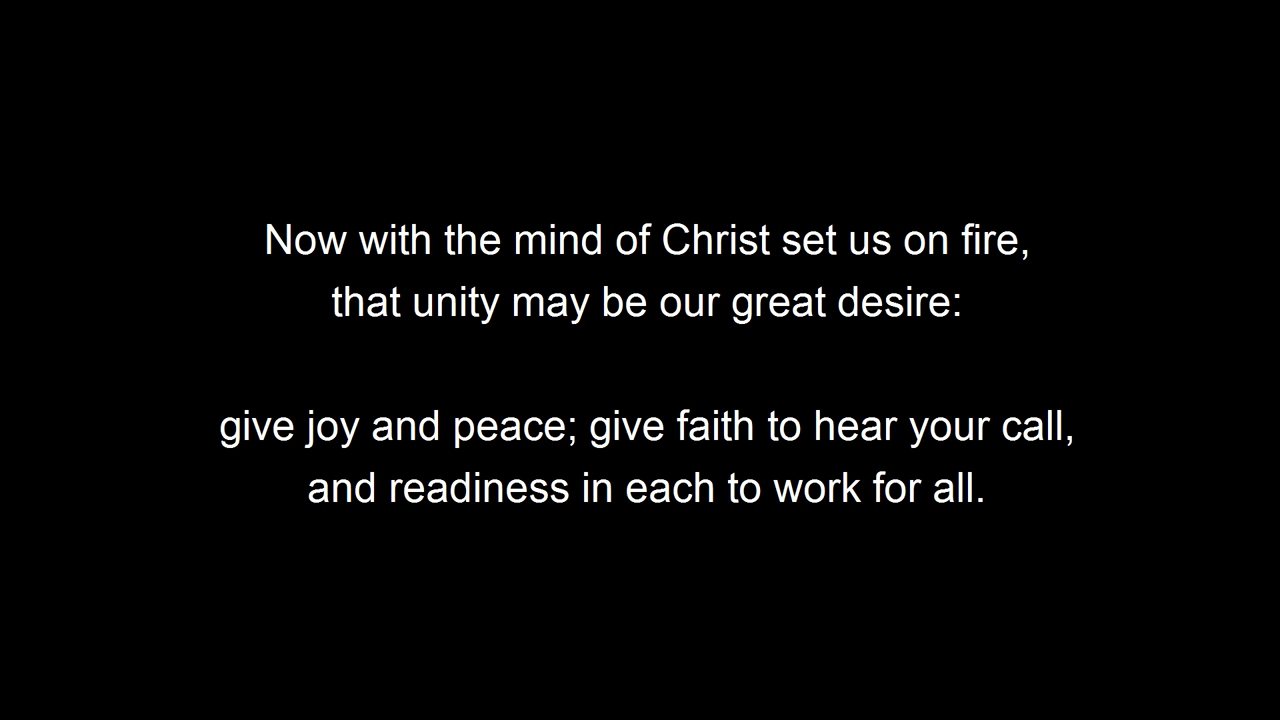 Now with the mind of Christ set us on fire,
that unity may be our great desire:
give joy and peace; give faith to hear your call,
and readiness in each to work for all.